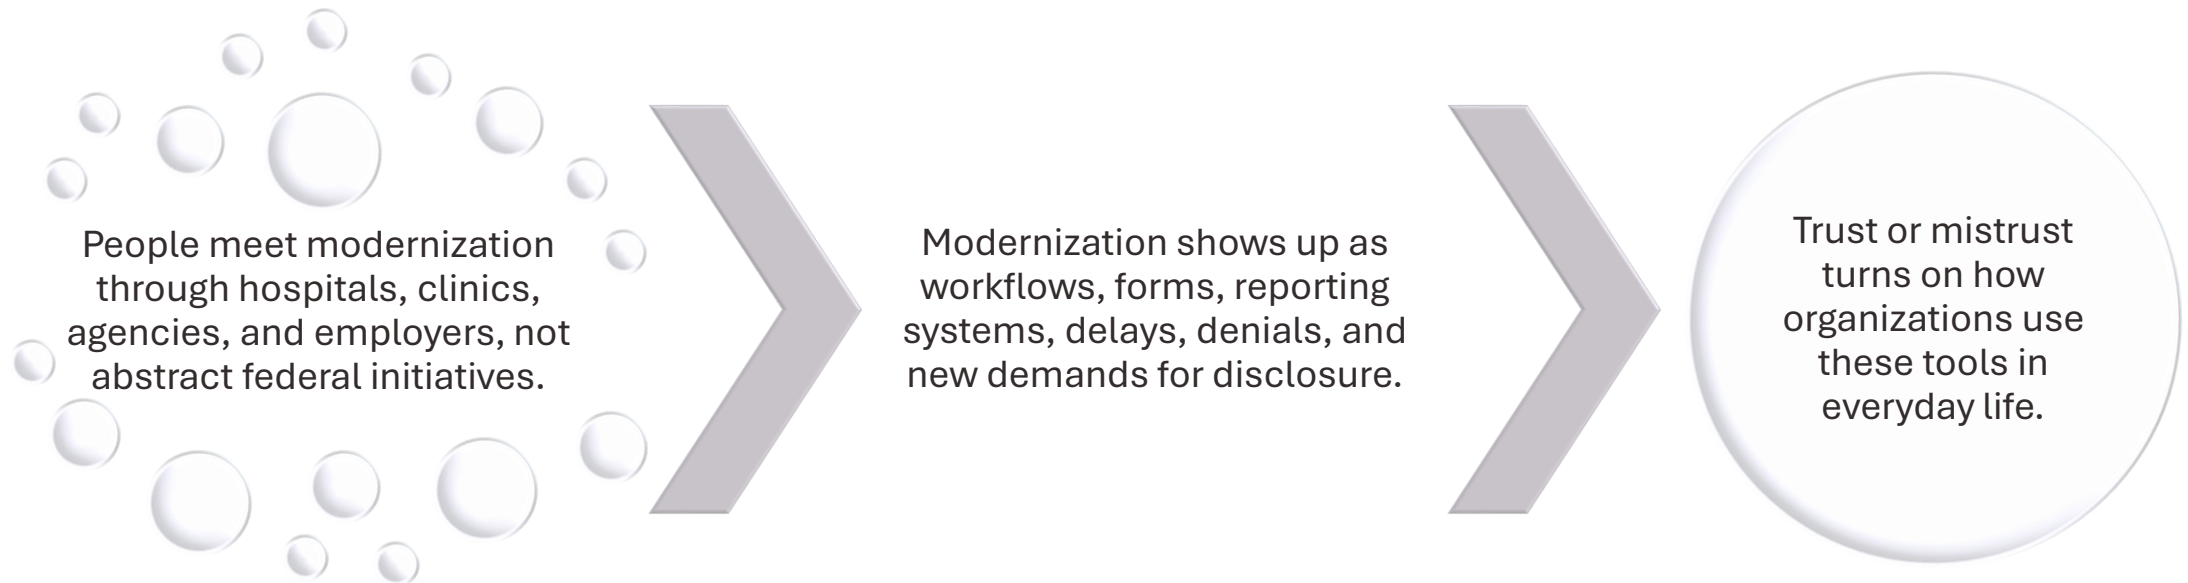 People meet modernization
through hospitals, clinics,
agencies, and employers, not
abstract federal initiatives.
Modernization shows up as
workflows, forms, reporting
systems, delays, denials, and
new demands for disclosure.
Trust or mistrust
turns on how
organizations use
these tools in
everyday life.